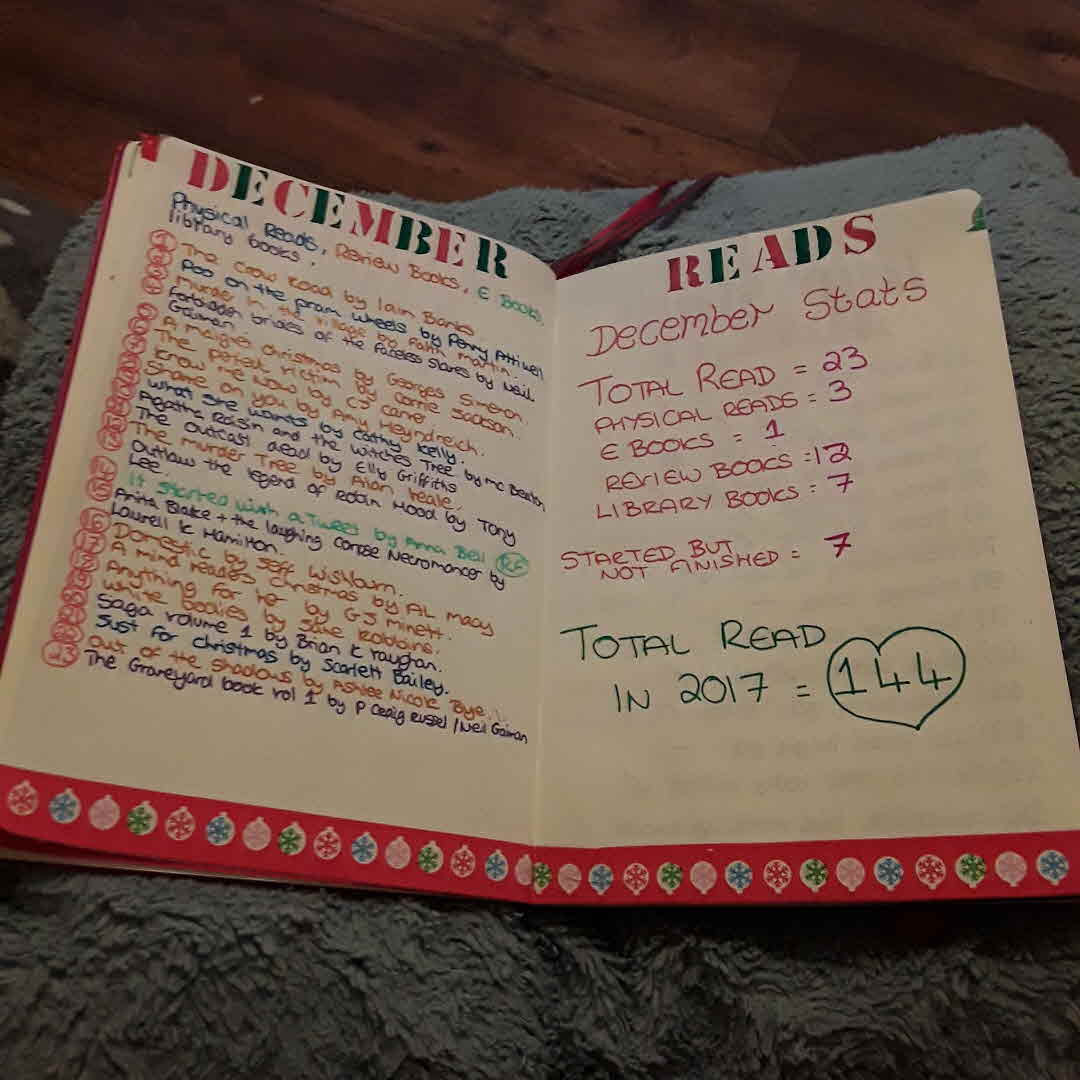 DECEMBER
Physical Reads, Review Books, E Books,
library books.
The Crow Road by Iain Banks.
Poo on the pram wheels by Penny Attiwell
Murder in the village by Faith Martin.
Forbidden brides of the faceless slaves by Neil
Gaiman.
A maigret Christmas by Georges Simenon
The Perfect victim by Corrie Jackson.
Know me now by CJ Carver
Shame on you by Amy Heyndreich.
What she wants by Cathy Kelly.
Agatha Raisin and the witches Tree by MC Beaton
The outcast dead by Elly Griffiths
The murder Tree by Alan Veale.
Outlaw the legend of Robin Hood by Tony
Lee.
It started with a Tweet by Anna Bell
Anita Blake + the laughing corpse Necromancer by
Laurell K Hamilton.
16 Domestic by Jeff Wishburn.
A mind readers Christmas by AL Macy
Anything for her by GJ Minett.
White bodies by Jane Robbins.
Saga volume 1 by Brian K Vaughan.
Just for christmas by Scarlett Bailey.
Out of the shadows by Ashlee Nicole Bye.
23 The Graveyard book vol 1 by P Craig Russel / Neil Gaiman
READS
December Stats
TOTAL READ = 23
PHYSICAL READS = 3
E BOOKS = 1
REVIEW BOOKS = 12
LIBRARY BOOKS = 7
STARTED BUT
NOT FINISHED = 7
TOTAL READ
IN 2017 = 144